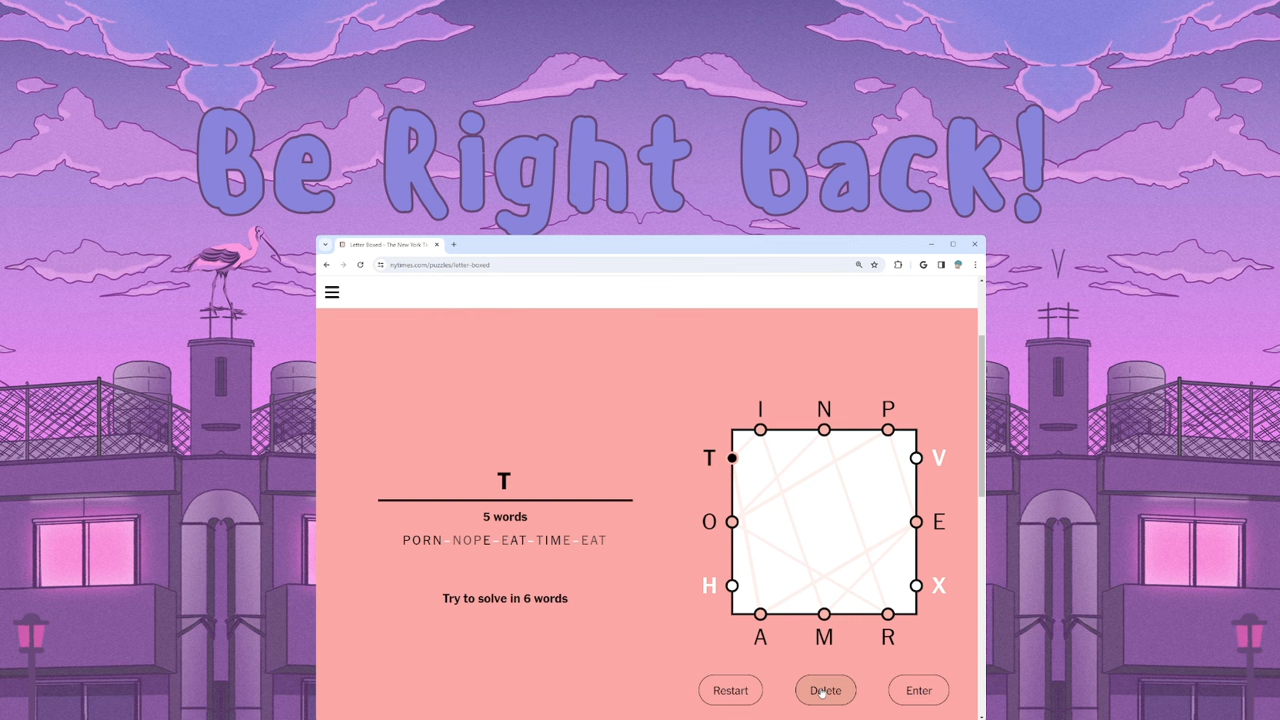 Be Right Back!
Letter Boxed - The New York Ti
nytimes.com/puzzles/letter-boxed
I N P
T V
T
5 words
O E
PORN-NOPE-EAT-TIME-EAT
H X
Try to solve in 6 words
A M R
Restart Delete Enter